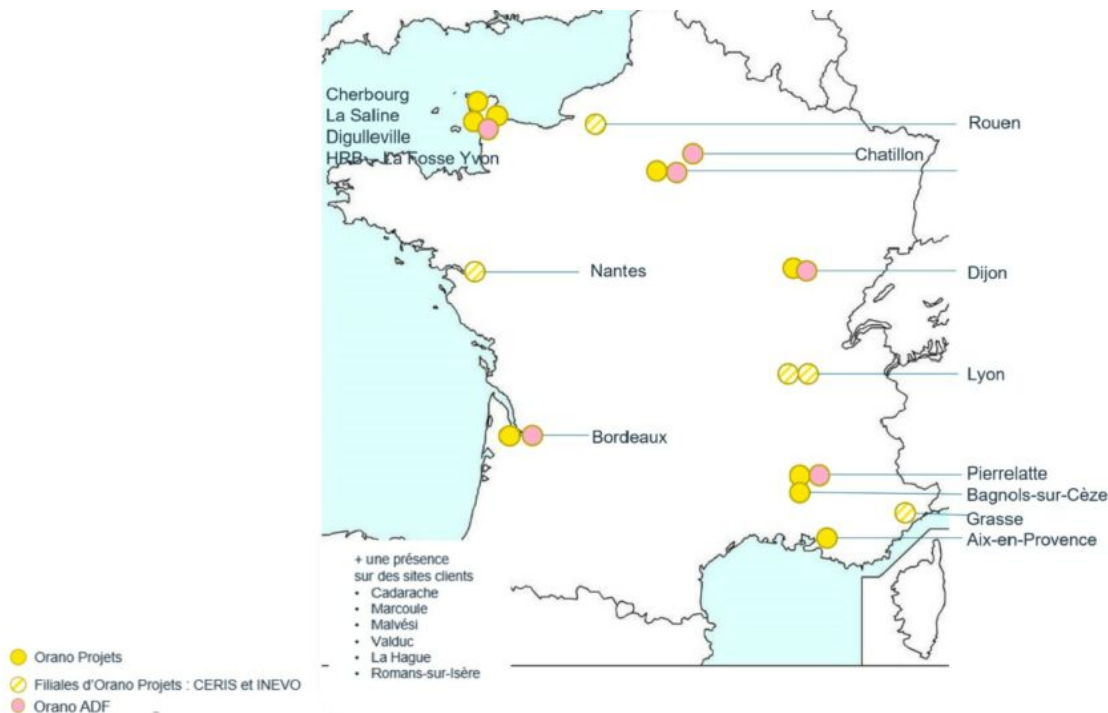 Cherbourg
La Saline
Digulleville
HRB – La Fosse Yvon
Rouen
Chatillon
Nantes
Dijon
Lyon
Bordeaux
Pierrelatte
Bagnols-sur-Cèze
Grasse
Aix-en-Provence
+ une présence
sur des sites clients
• Cadarache
• Marcoule
• Malvési
• Valduc
• La Hague
• Romans-sur-Isère
Orano Projets
Filiales d'Orano Projets : CERIS et INEVO
Orano ADF